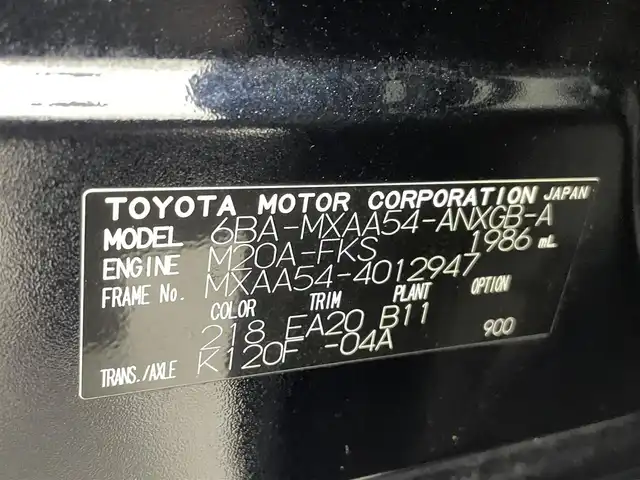 TOYOTA MOTOR CORPORATION JAPAN
MODEL 6BA-MXAA54-ANXGB-A
ENGINE M20A-FKS 1986 mL
FRAME No. MXAA54-4012947
COLOR TRIM PLANT OPTION
218 EA20 B11 900
TRANS./AXLE K120F -04A